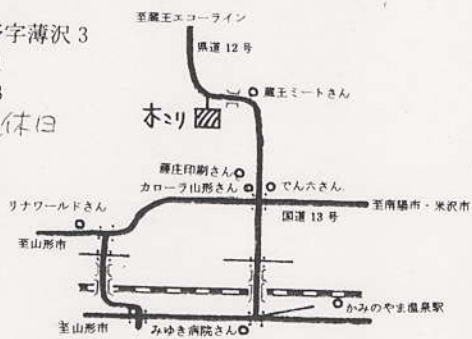 至蔵王エコーライン
字薄沢3
県道12号
休日
蔵王ミートさん
木こり
藤庄印刷さん
カローラ山形さん
でん六さん
リナワールドさん
国道13号
至南陽市・米沢市
至山形市
かみのやま温泉駅
至山形市
みゆき病院さん